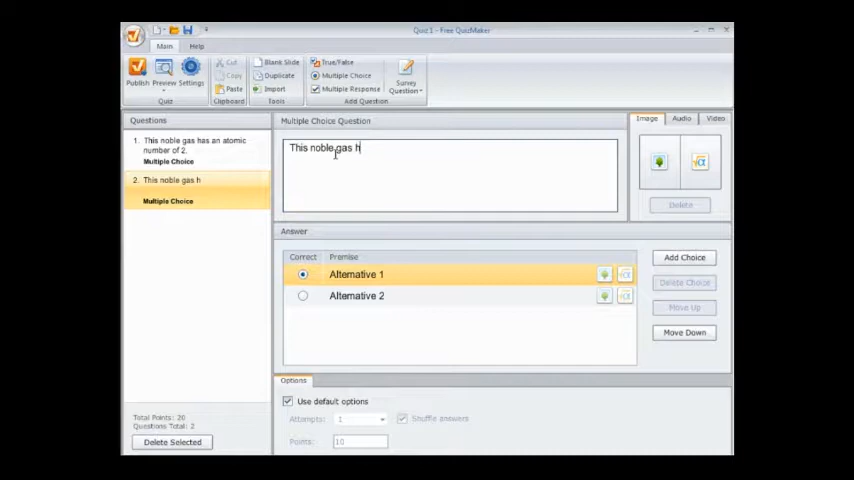 Quiz1 - Free QuizMaker
Main Help
Publish Preview Settings
Cut
Copy
Paste
Blank Slide
Duplicate
Import
True/False
Multiple Choice
Multiple Response
Survey
Question
Quiz Clipboard Tools Add Question
Questions
1. This noble gas has an atomic
number of 2.
Multiple Choice
2. This noble gas h
Multiple Choice
Total Points: 20
Questions Total: 2
Delete Selected
Multiple Choice Question
This noble gas h
Image Audio Video
Delete
Answer
Correct Premise
Alternative 1
Alternative 2
Add Choice
Delete Choice
Move Up
Move Down
Options
Use default options
Attempts: 1 Shuffle answers
Points: 10